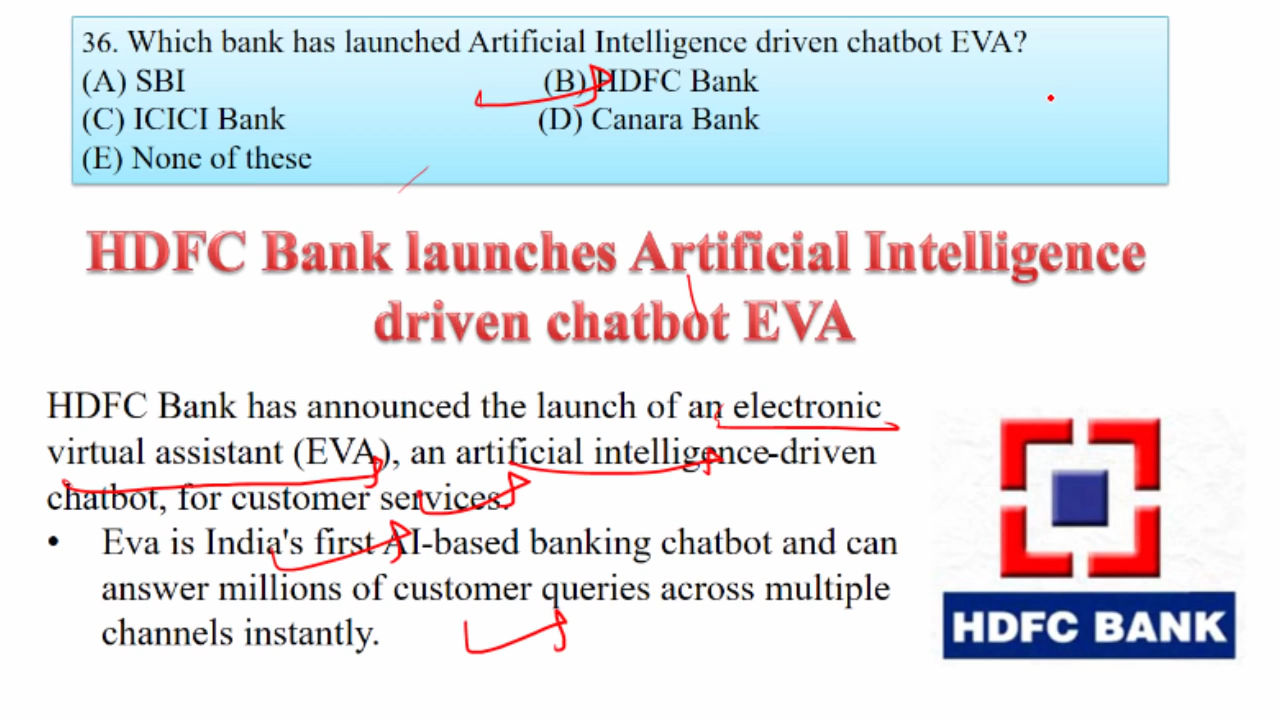 36. Which bank has launched Artificial Intelligence driven chatbot EVA?
(A) SBI (B) HDFC Bank
(C) ICICI Bank (D) Canara Bank
(E) None of these
HDFC Bank launches Artificial Intelligence
driven chatbot EVA
HDFC Bank has announced the launch of an electronic
virtual assistant (EVA), an artificial intelligence-driven
chatbot, for customer services.
• Eva is India's first AI-based banking chatbot and can
answer millions of customer queries across multiple
channels instantly.
HDFC BANK